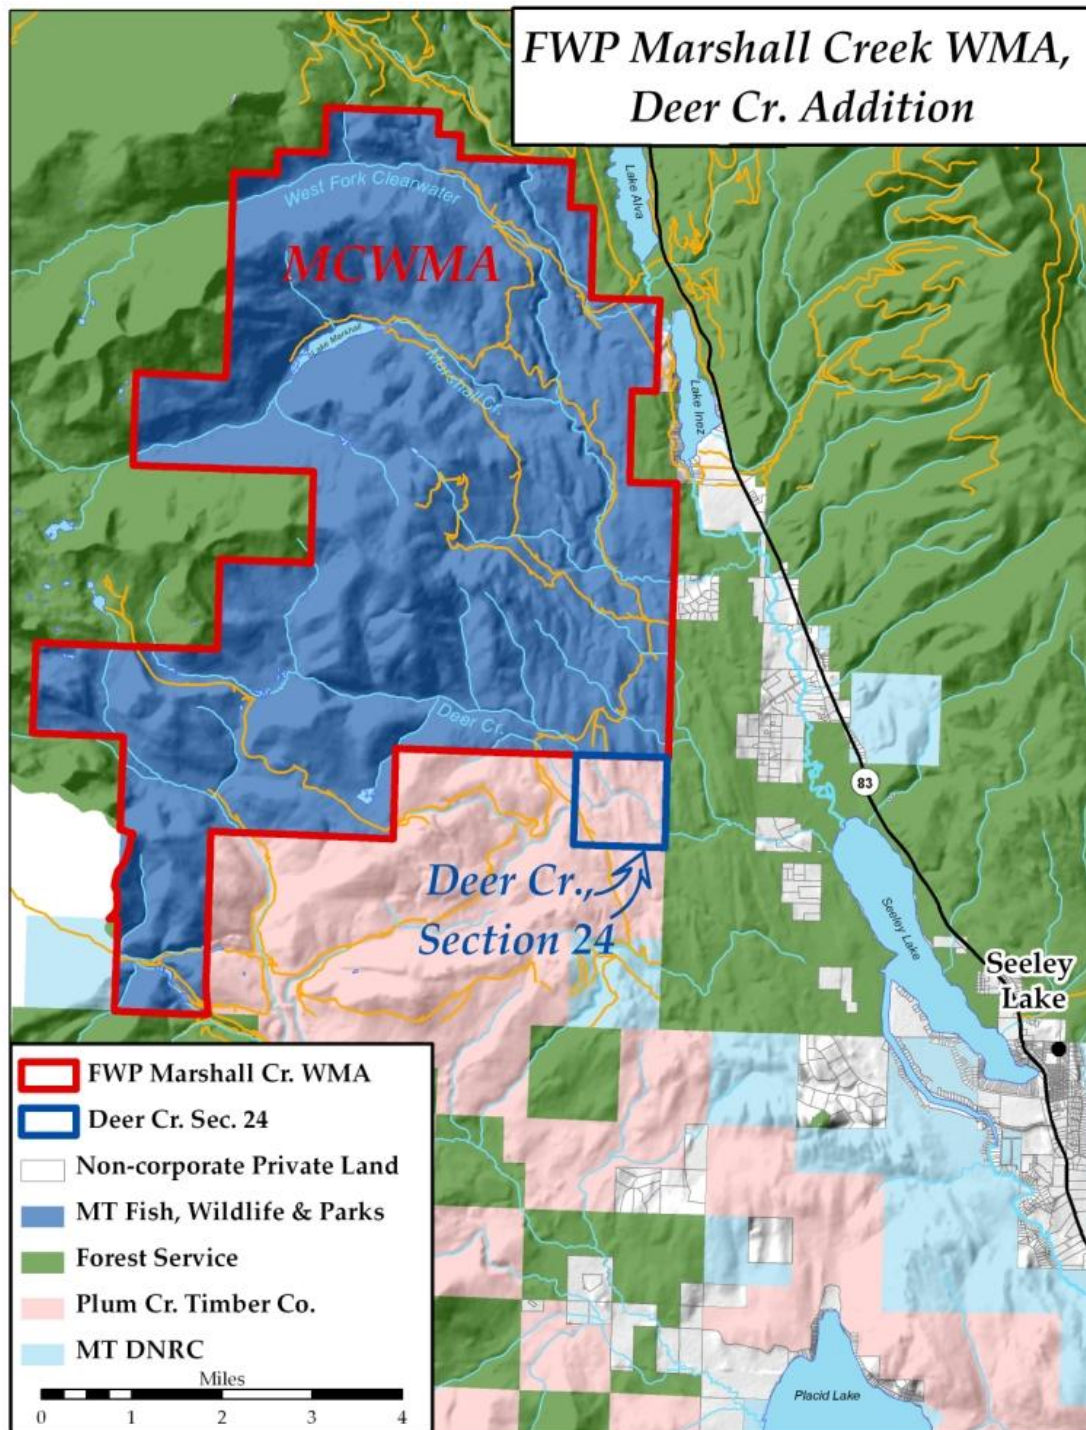 FWP Marshall Creek WMA,
Deer Cr. Addition
Lake Alva
West Fork Clearwater
MCWMA
Lake Marshall
Marshall Cr.
Lake Inez
Deer Cr.
83
Deer Cr.,
Section 24
Seeley Lake
Seeley
Lake
FWP Marshall Cr. WMA
Deer Cr. Sec. 24
Non-corporate Private Land
MT Fish, Wildlife & Parks
Forest Service
Plum Cr. Timber Co.
MT DNRC
Miles
0 1 2 3 4
Placid Lake